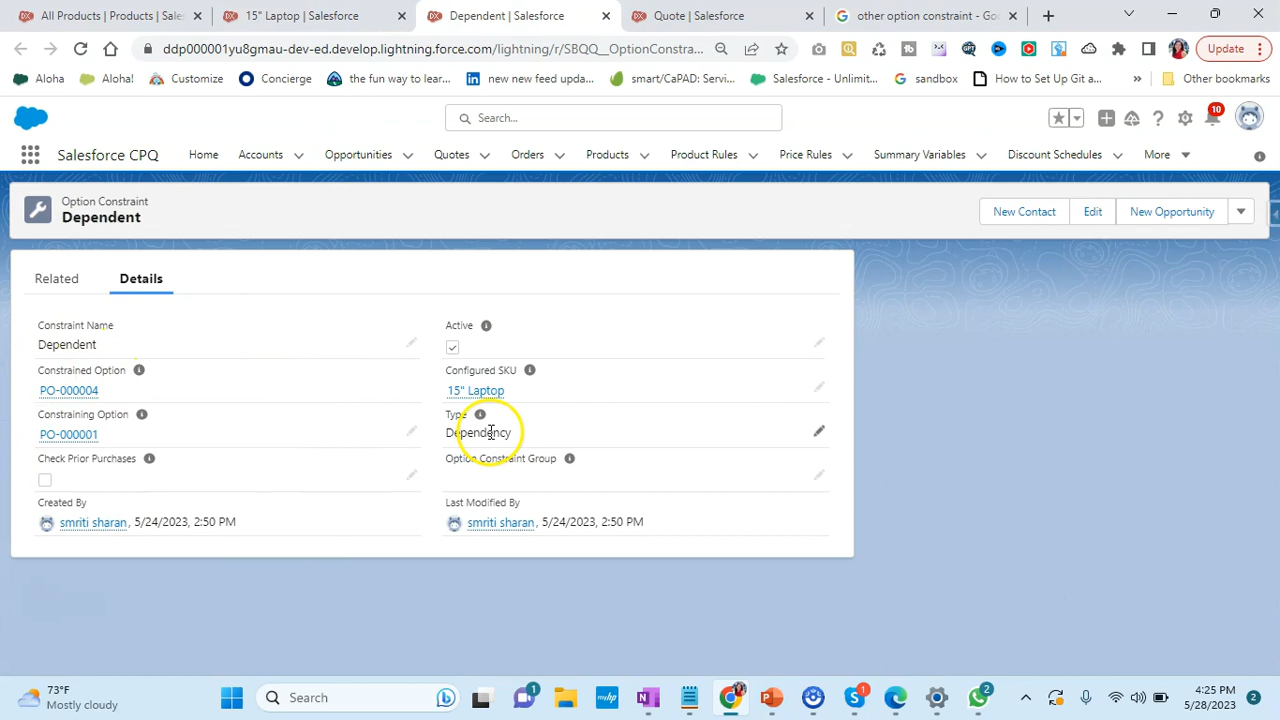 All Products | Products | Sales
15" Laptop | Salesforce
Dependent | Salesforce
Quote | Salesforce
other option constraint - Goo
ddp000001yu8gmau-dev-ed.develop.lightning.force.com/lightning/r/SBQQ__OptionConstra...
Update
Aloha
Aloha!
Customize
Concierge
the fun way to lear...
new new feed upda...
smart/CaPAD: Servi...
Salesforce - Unlimit...
sandbox
How to Set Up Git a...
»
Other bookmarks
Search...
10
Salesforce CPQ
Home
Accounts
Opportunities
Quotes
Orders
Products
Product Rules
Price Rules
Summary Variables
Discount Schedules
More
Option Constraint
Dependent
New Contact
Edit
New Opportunity
Related
Details
Constraint Name
Dependent
Active
Constrained Option
PO-000004
Configured SKU
15" Laptop
Constraining Option
PO-000001
Type
Dependency
Check Prior Purchases
Option Constraint Group
Created By
smriti sharan, 5/24/2023, 2:50 PM
Last Modified By
smriti sharan, 5/24/2023, 2:50 PM
73°F
Mostly cloudy
Search
1
1
2
4:25 PM
5/28/2023
2